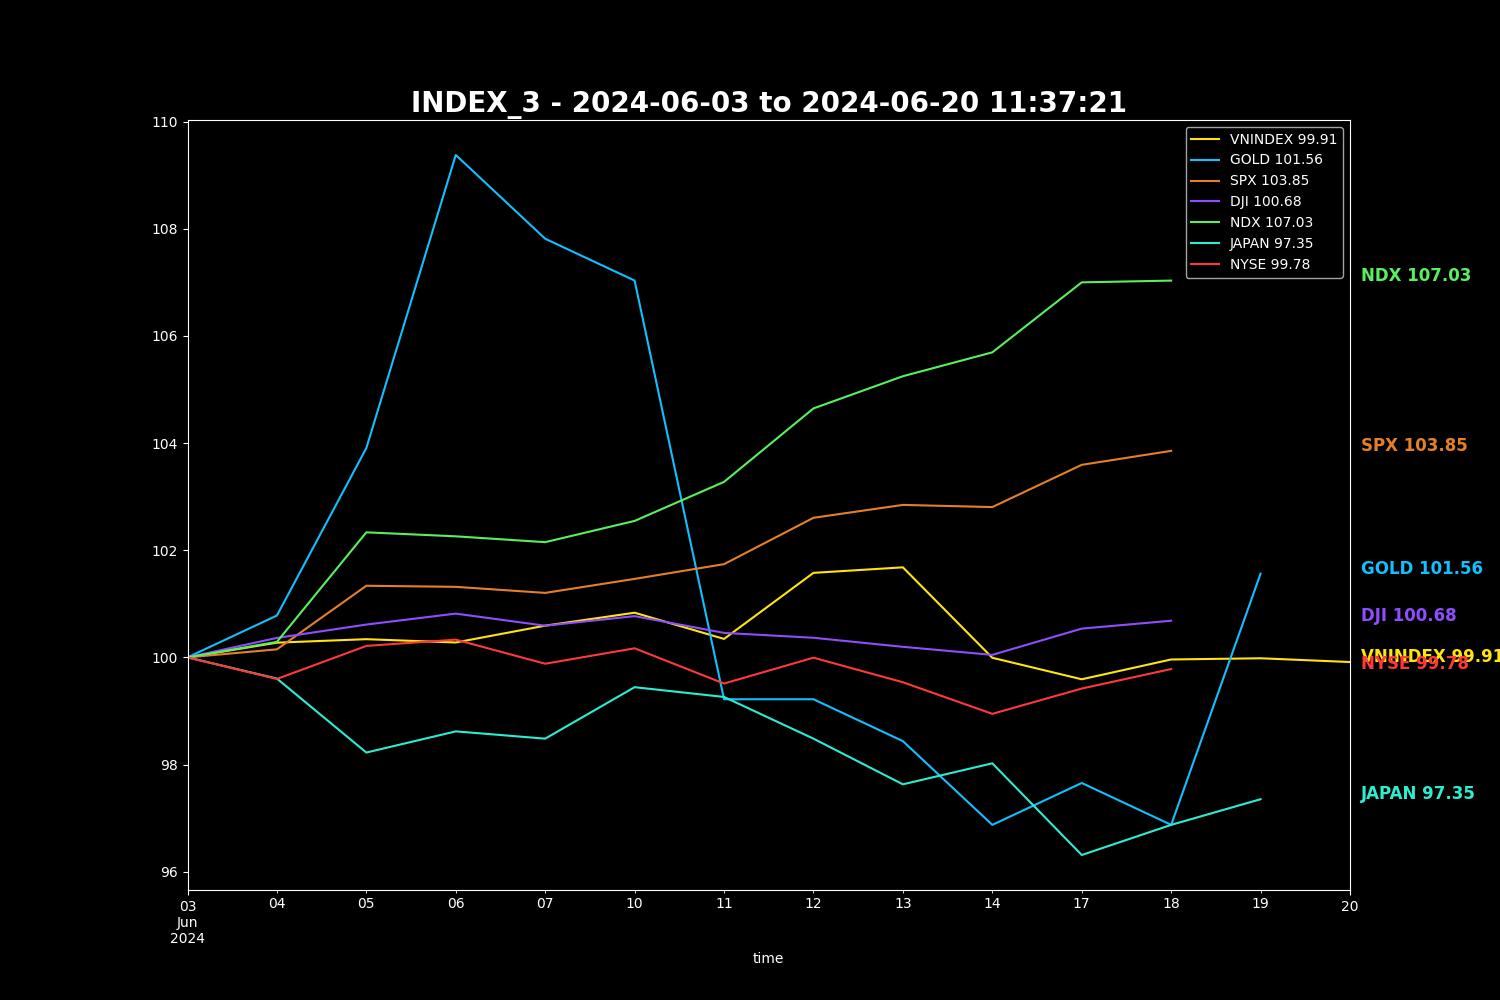 INDEX_3 - 2024-06-03 to 2024-06-20 11:37:21
110
108
106
104
102
100
98
96
VNINDEX 99.91
GOLD 101.56
SPX 103.85
DJI 100.68
NDX 107.03
JAPAN 97.35
NYSE 99.78
NDX 107.03
SPX 103.85
GOLD 101.56
DJI 100.68
VNINDEX 99.91
NYSE 99.78
JAPAN 97.35
03 04 05 06 07 10 11 12 13 14 17 18 19 20
Jun
2024
time